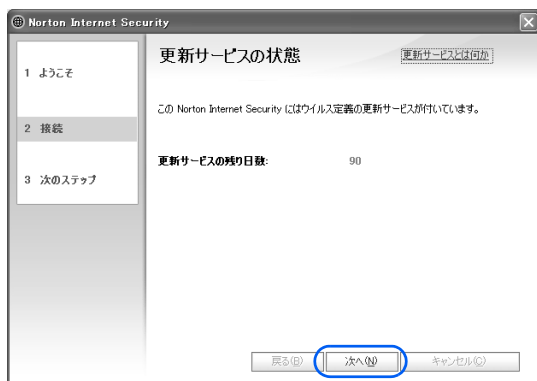 Norton Internet Security
更新サービスの状態
更新サービスとは何か
1 ようこそ
2 接続
3 次のステップ
この Norton Internet Security にはウイルス定義の更新サービスが付いています。
更新サービスの残り日数: 90
戻る(B) 次へ(N) キャンセル(C)